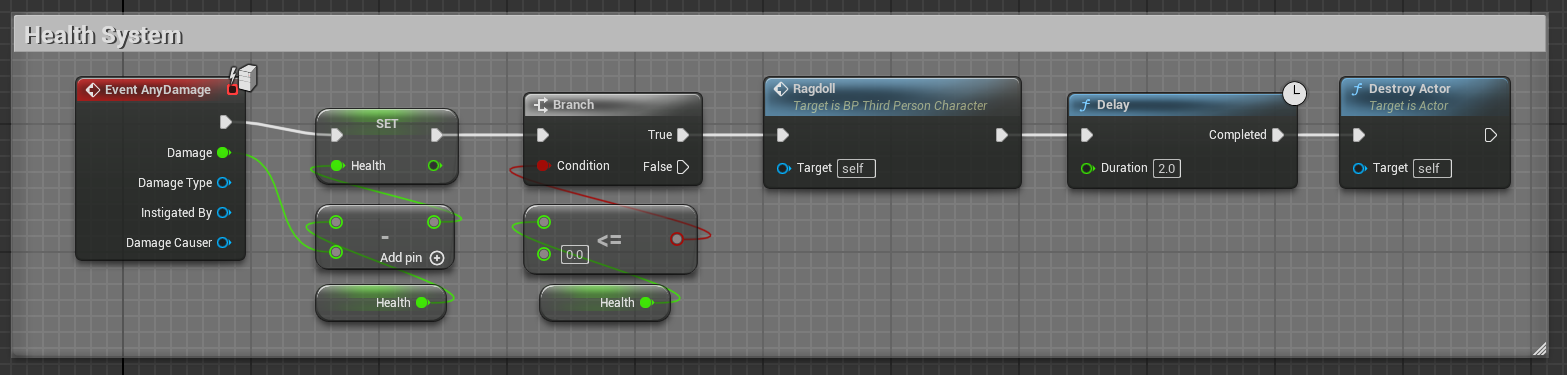 Health System
Event AnyDamage
Damage
Damage Type
Instigated By
Damage Causer
SET
Health
-
Add pin
Health
Branch
True
Condition
False
<=
0.0
Health
Ragdoll
Target is BP Third Person Character
Target self
Delay
Completed
Duration 2.0
Destroy Actor
Target is Actor
Target self